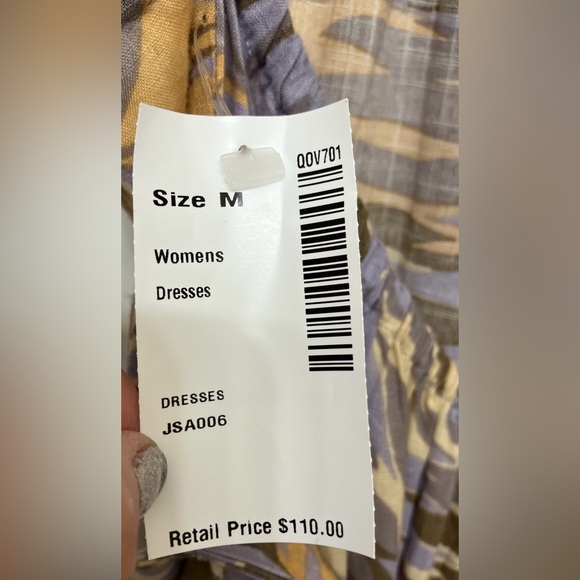 QOV701
Size M
Womens
Dresses
DRESSES
JSA006
Retail Price $110.00